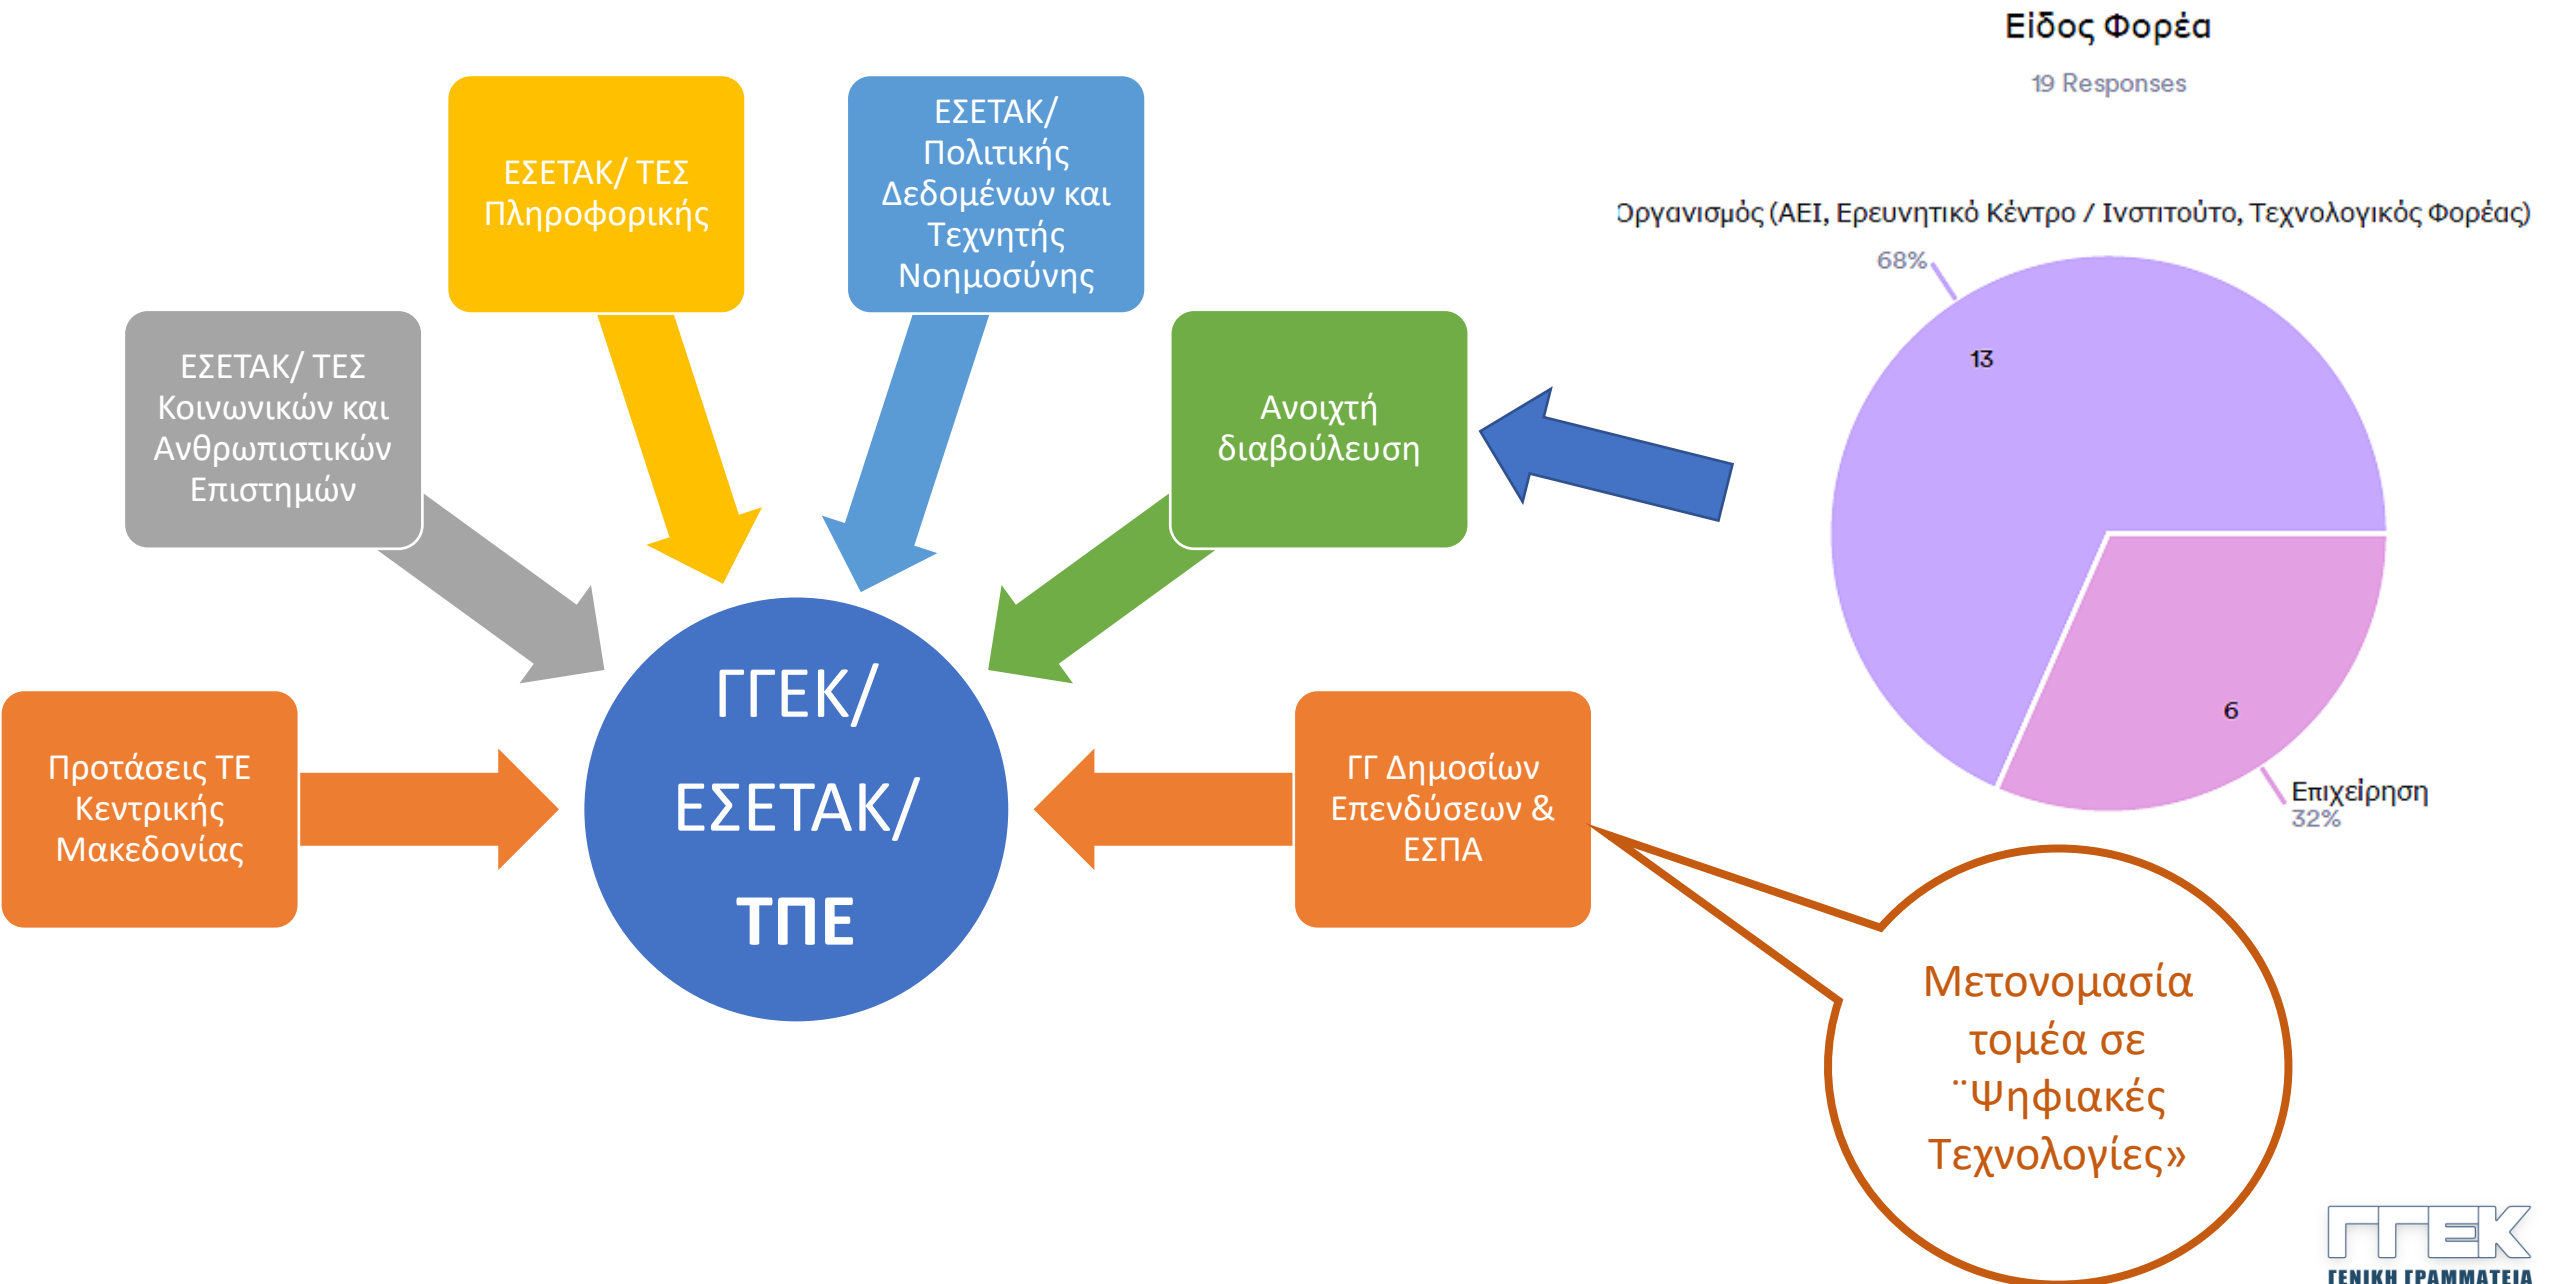 Είδος Φορέα
19 Responses
ΕΣΕΤΑΚ/ ΤΕΣ
Πληροφορικής
ΕΣΕΤΑΚ/
Πολιτικής
Δεδομένων και
Τεχνητής
Νοημοσύνης
ΕΣΕΤΑΚ/ ΤΕΣ
Κοινωνικών και
Ανθρωπιστικών
Επιστημών
Ανοιχτή
διαβούλευση
Οργανισμός (ΑΕΙ, Ερευνητικό Κέντρο / Ινστιτούτο, Τεχνολογικός Φορέας)
68%
13
6
Επιχείρηση
32%
Προτάσεις ΤΕ
Κεντρικής
Μακεδονίας
ΓΓΕΚ/
ΕΣΕΤΑΚ/
ΤΠΕ
ΓΓ Δημοσίων
Επενδύσεων &
ΕΣΠΑ
Μετονομασία
τομέα σε
¨Ψηφιακές
Τεχνολογίες»
ΓΓΕΚ
ΓΕΝΙΚΗ ΓΡΑΜΜΑΤΕΙΑ